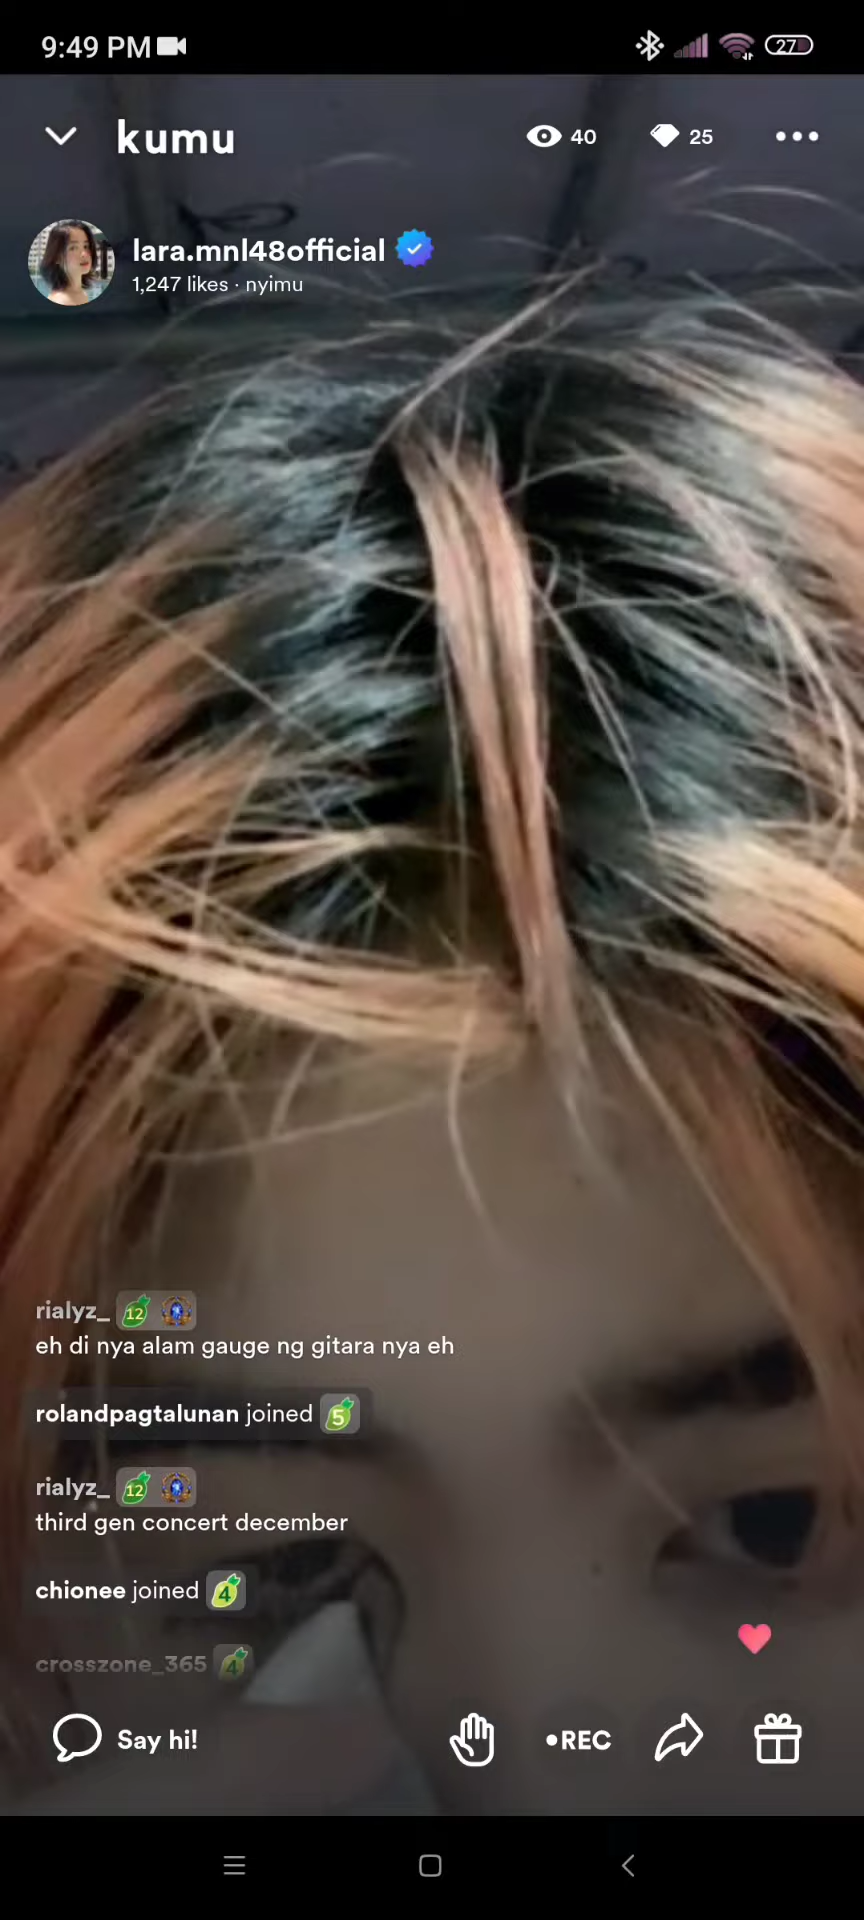 9:49 PM
27
kumu
40
25
lara.mnl48official
1,247 likes · nyimu
rialyz_ 12
eh di nya alam gauge ng gitara nya eh
rolandpagtalunan joined 5
rialyz_ 12
third gen concert december
chionee joined 4
crosszone_365 4
Say hi!
•REC